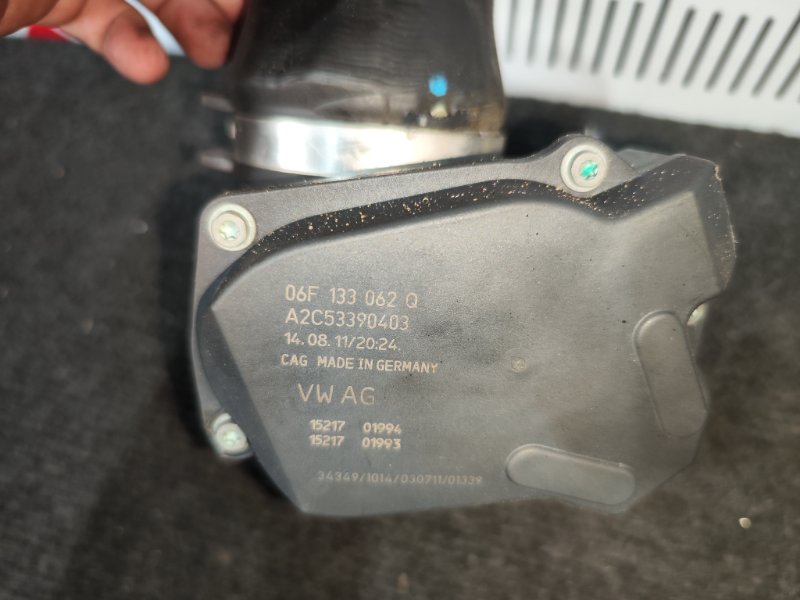 06F 133 062 Q
A2C53390403
14.08.11/20:24.
CAG MADE IN GERMANY
VW AG
15217 01994
15217 01993
34349/1014/030711/01339